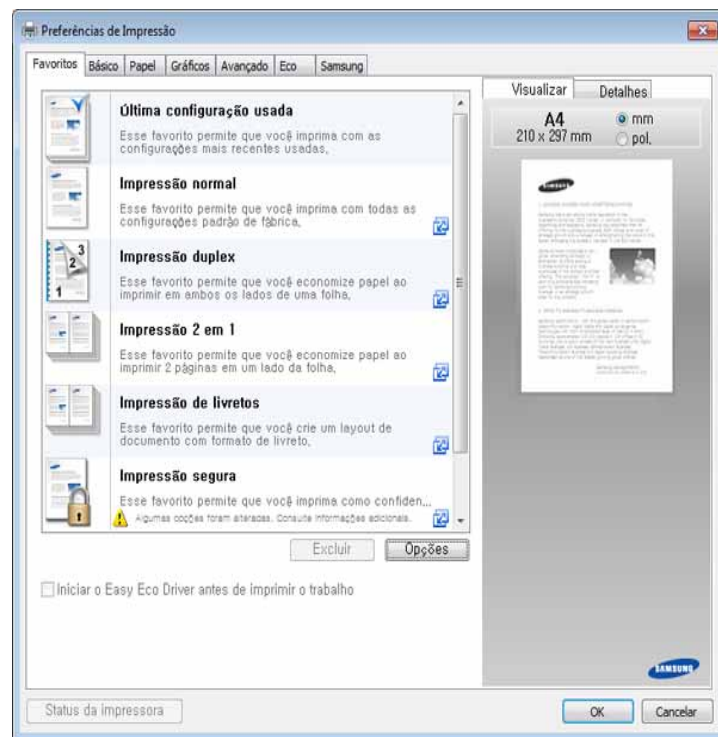 Preferências de Impressão
Favoritos Básico Papel Gráficos Avançado Eco Samsung
Última configuração usada
Esse favorito permite que você imprima com as
configurações mais recentes usadas.
Impressão normal
Esse favorito permite que você imprima com todas as
configurações padrão de fábrica.
3
2
1
Impressão duplex
Esse favorito permite que você economize papel ao
imprimir em ambos os lados de uma folha.
Impressão 2 em 1
Esse favorito permite que você economize papel ao
imprimir 2 páginas em um lado da folha.
Impressão de livretos
Esse favorito permite que você crie um layout de
documento com formato de livreto.
Impressão segura
Esse favorito permite que você imprima como confiden...
Algumas opções foram alteradas. Consulte informações adicionais.
Excluir Opções
Iniciar o Easy Eco Driver antes de imprimir o trabalho
Visualizar Detalhes
A4
210 x 297 mm
mm
pol.
SAMSUNG
Status da impressora OK Cancelar